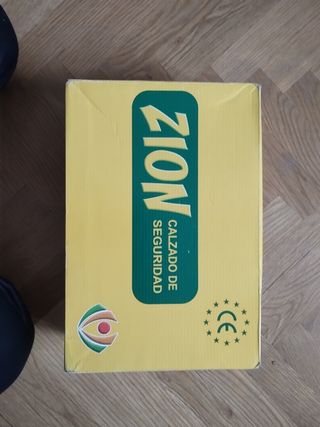 ZION
CALZADO DE
SEGURIDAD
CE